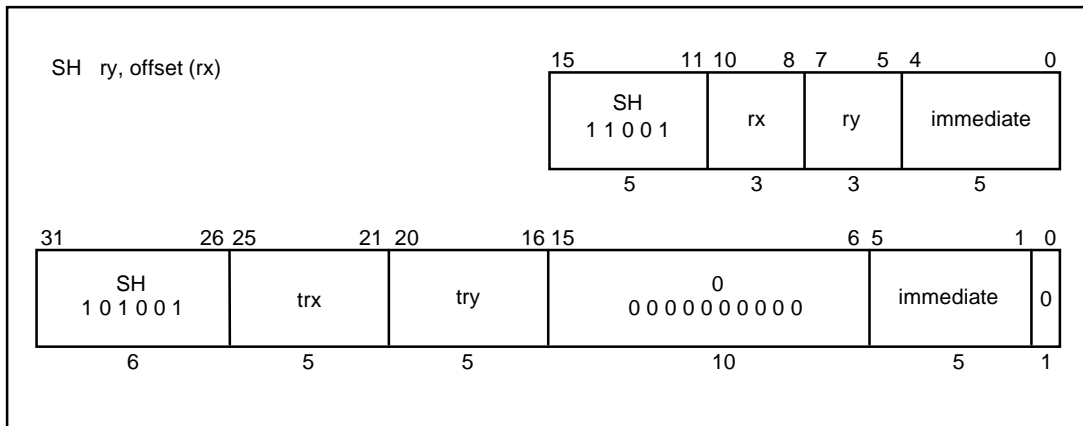 SH ry, offset (rx)
15 11 10 8 7 5 4 0
SH rx ry immediate
1 1 0 0 1
5 3 3 5
31 26 25 21 20 16 15 6 5 1 0
SH trx try 0 immediate 0
1 0 1 0 0 1 0 0 0 0 0 0 0 0 0 0
6 5 5 10 5 1